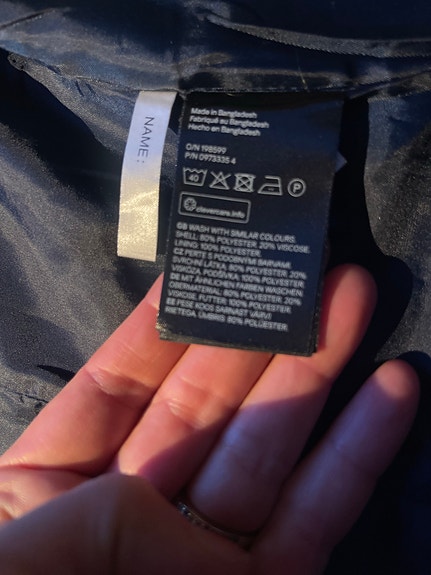 NAME:
Made in Bangladesh
Fabriqué au Bangladesh
Hecho en Bangladesh
O/N 198599
P/N 0973335 4
40
P
clevercare.info
GB WASH WITH SIMILAR COLOURS.
SHELL: 80% POLYESTER. 20% VISCOSE.
LINING: 100% POLYESTER.
CZ PERTE S PODOBNÝMI BARVAMI.
SVRCHNÍ LÁTKA: 80% POLYESTER. 20%
VISKÓZA. PODŠÍVKA: 100% POLYESTER
DE MIT ÄHNLICHEN FARBEN WASCHEN.
OBERMATERIAL: 80% POLYESTER. 20%
VISCOSE. FUTTER: 100% POLYESTER
EE PESE KOOS SARNAST VÄRVI
RIIETEGA. ÜMBRIS: 80% POLÜESTER.